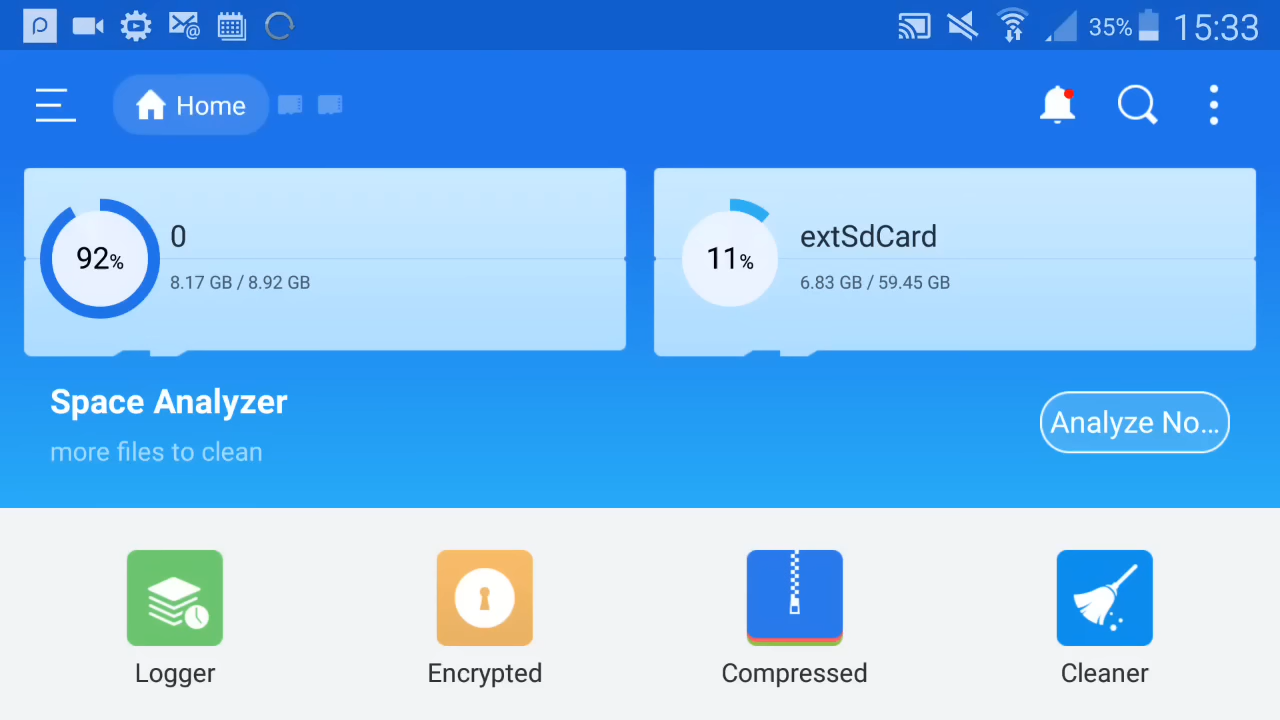 35% 15:33
Home
92% 0
8.17 GB / 8.92 GB
11% extSdCard
6.83 GB / 59.45 GB
Space Analyzer
more files to clean
Analyze No...
Logger Encrypted Compressed Cleaner